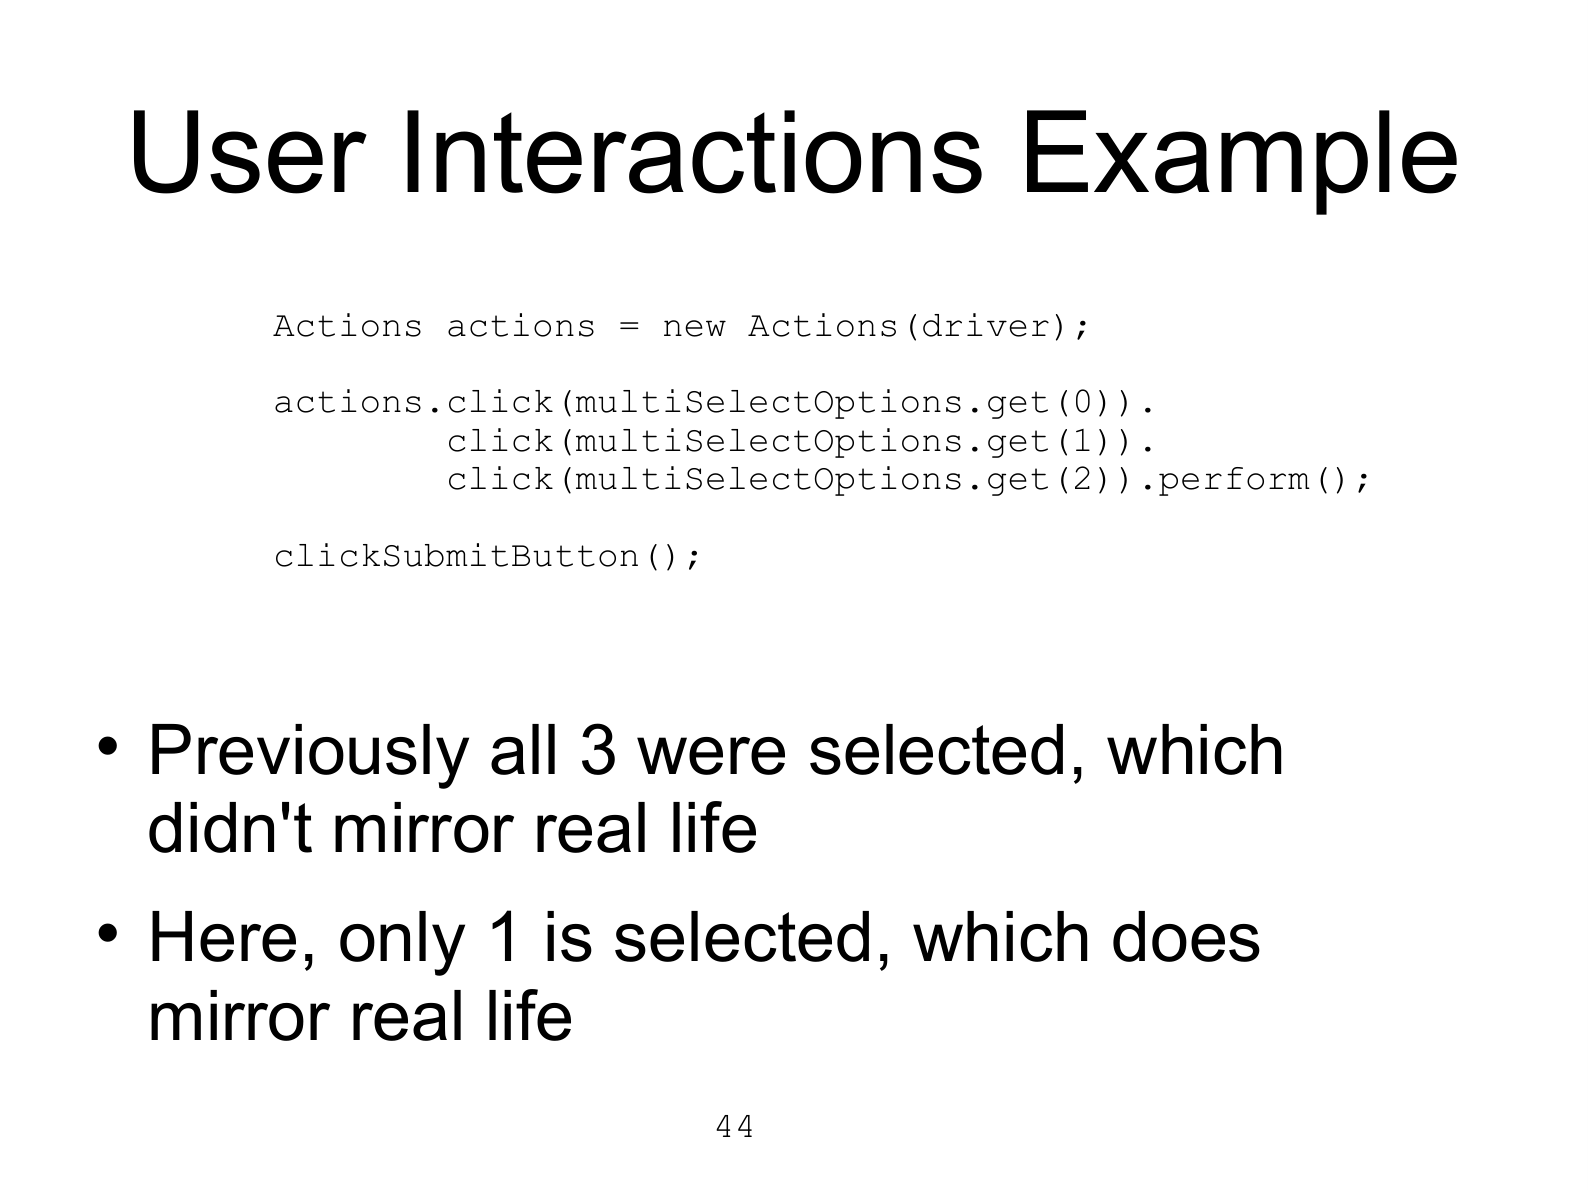 User Interactions Example
Actions actions = new Actions(driver);
actions.click(multiSelectOptions.get(0)).
click(multiSelectOptions.get(1)).
click(multiSelectOptions.get(2)).perform();
clickSubmitButton();
• Previously all 3 were selected, which
didn't mirror real life
• Here, only 1 is selected, which does
mirror real life
44